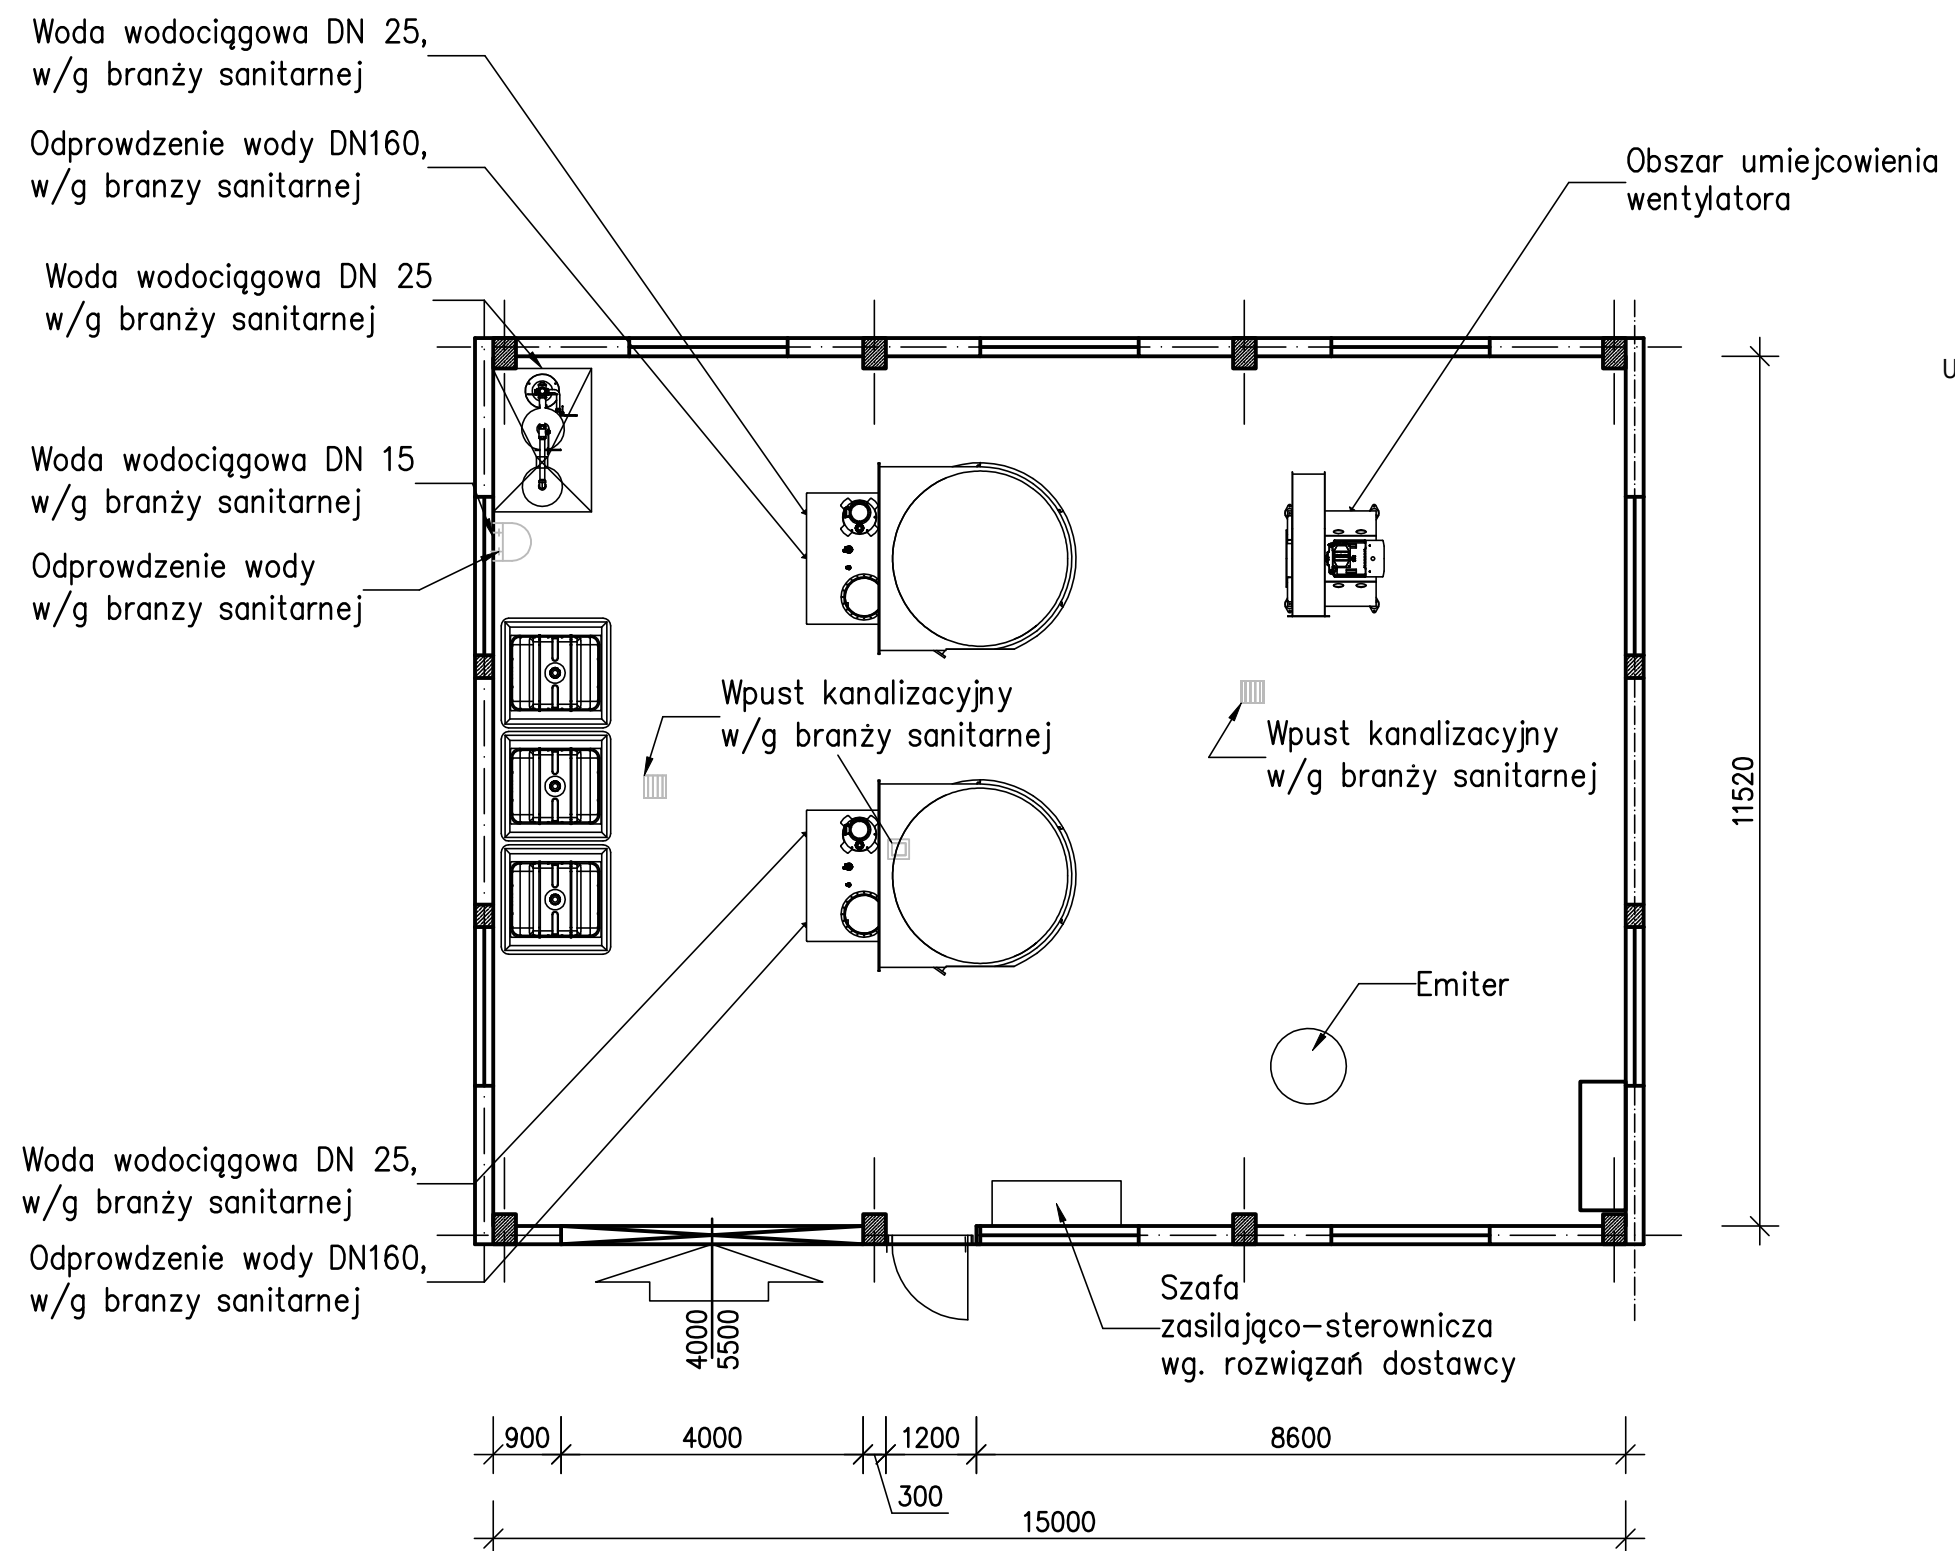 Woda wodociągowa DN 25,
w/g branży sanitarnej
Odprowdzenie wody DN160,
w/g branzy sanitarnej
Obszar umiejcowienia
wentylatora
Woda wodociągowa DN 25
w/g branży sanitarnej
U
Woda wodociągowa DN 15
w/g branży sanitarnej
Odprowdzenie wody
w/g branzy sanitarnej
Wpust kanalizacyjny
w/g branży sanitarnej
Wpust kanalizacyjny
w/g branży sanitarnej
11520
Emiter
Woda wodociągowa DN 25,
w/g branży sanitarnej
Odprowdzenie wody DN160,
w/g branzy sanitarnej
4000
5500
Szafa
zasilająco-sterownicza
wg. rozwiązań dostawcy
900
4000
1200
8600
300
15000